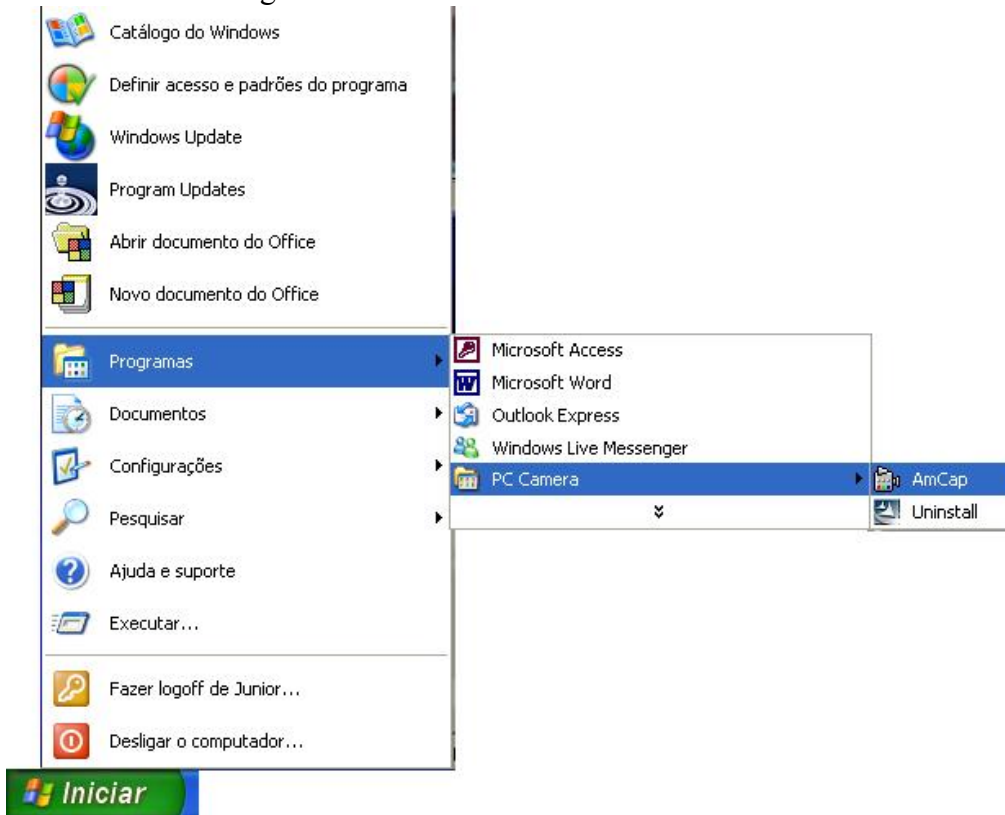 Catálogo do Windows
Definir acesso e padrões do programa
Windows Update
Program Updates
Abrir documento do Office
Novo documento do Office
Programas
Microsoft Access
Microsoft Word
Outlook Express
Windows Live Messenger
PC Camera
AmCap
Uninstall
Documentos
Configurações
Pesquisar
Ajuda e suporte
Executar...
Fazer logoff de Junior...
Desligar o computador...
Iniciar